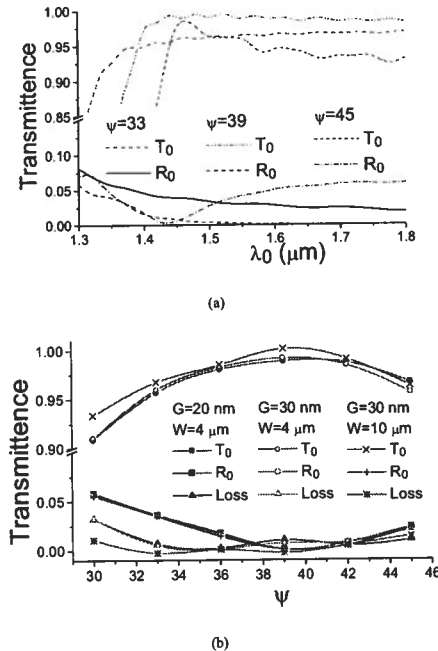 (a)
Transmittence
1.00
0.95
0.90
0.85
0.10
0.05
0.00
ψ=33 ψ=39 ψ=45
T0 T0 T0
R0 R0 R0
1.3 1.4 1.5 1.6 1.7 1.8
λ0 (μm)
(a)
(b)
Transmittence
1.00
0.95
0.90
0.05
0.00
G=20 nm G=30 nm G=30 nm
W=4 μm W=4 μm W=10 μm
T0 T0 T0
R0 R0 R0
Loss Loss Loss
30 32 34 36 38 40 42 44 46
ψ
(b)